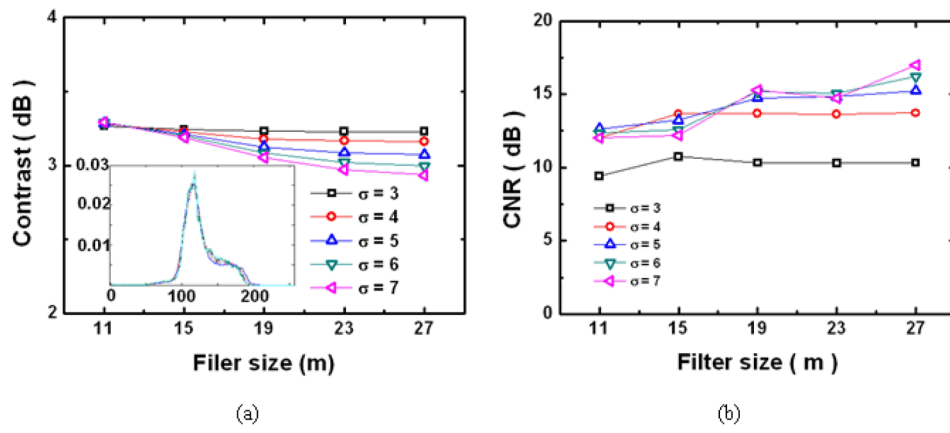 4
3
2
Contrast ( dB)
0.03
0.02
0.01
0 100 200
σ = 3
σ = 4
σ = 5
σ = 6
σ = 7
11 15 19 23 27
Filer size (m)
(a)
20
15
10
5
0
CNR ( dB)
σ = 3
σ = 4
σ = 5
σ = 6
σ = 7
11 15 19 23 27
Filter size ( m )
(b)